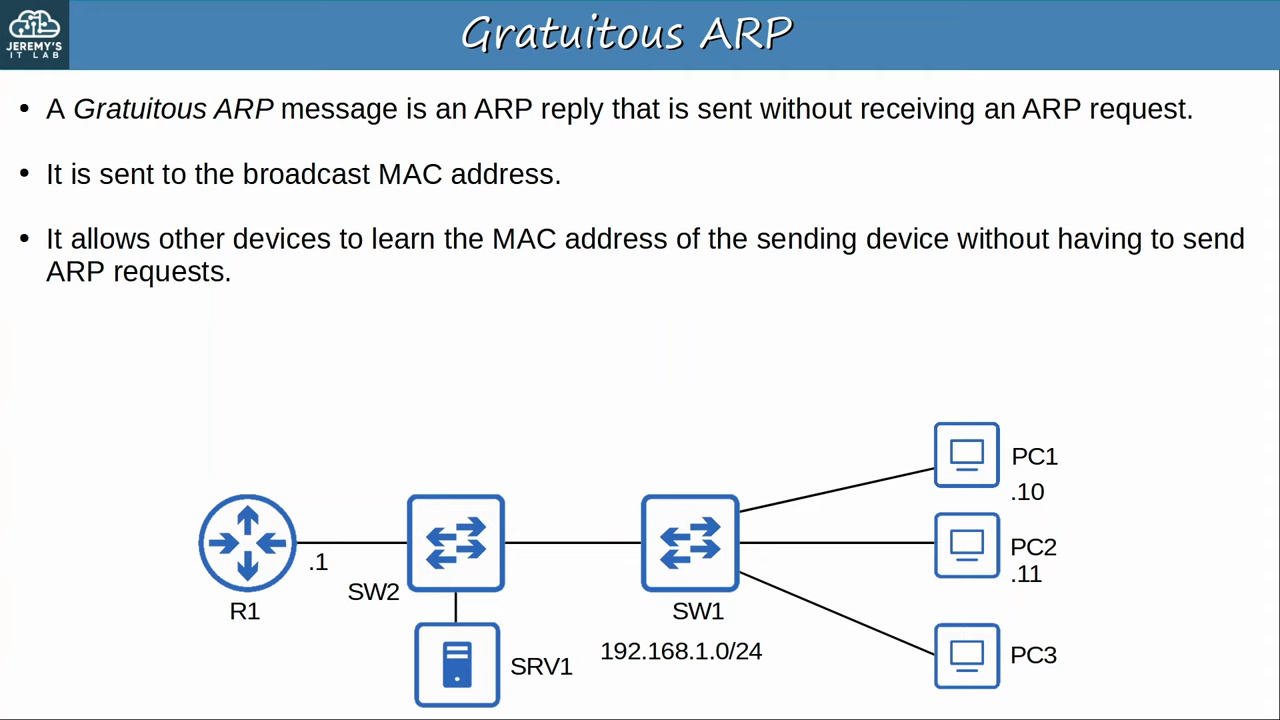 JEREMY'S
IT LAB
Gratuitous ARP
• A Gratuitous ARP message is an ARP reply that is sent without receiving an ARP request.
• It is sent to the broadcast MAC address.
• It allows other devices to learn the MAC address of the sending device without having to send
ARP requests.
PC1
.10
PC2
.11
.1
SW2
R1
SW1
192.168.1.0/24
SRV1
PC3